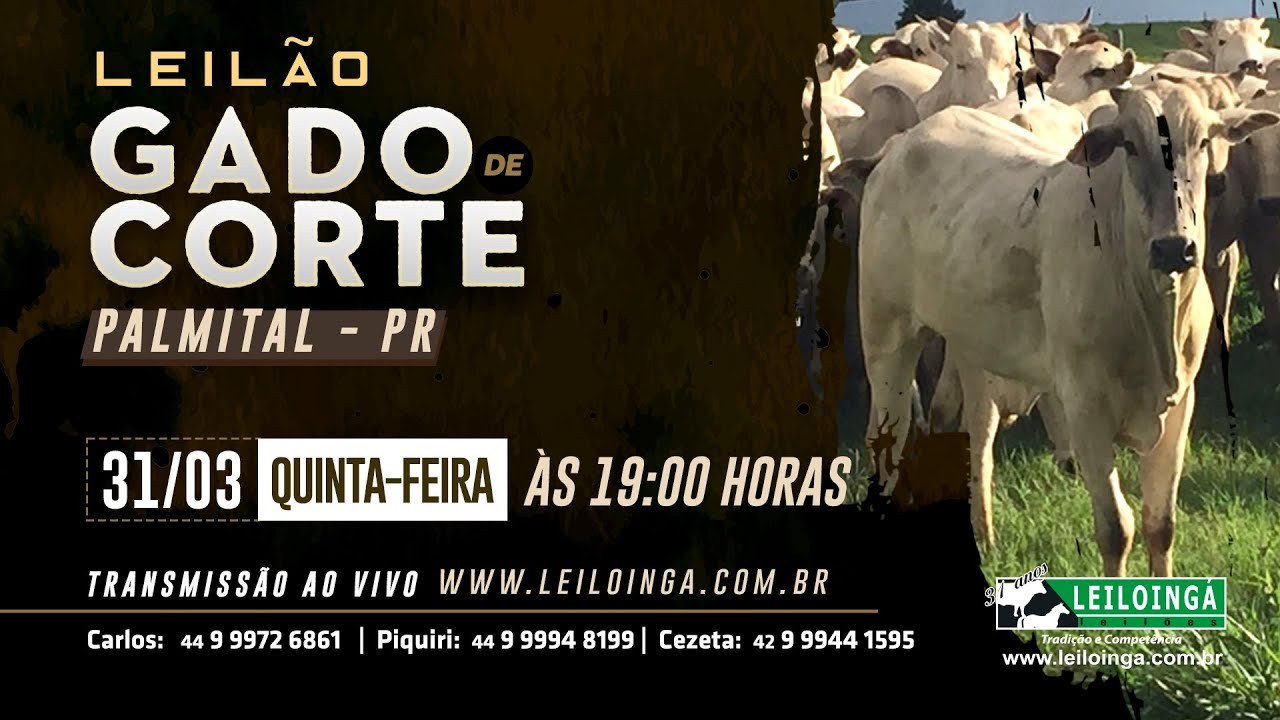 LEILÃO
GADO DE
CORTE
PALMITAL - PR
31/03 QUINTA-FEIRA ÀS 19:00 HORAS
TRANSMISSÃO AO VIVO WWW.LEILOINGA.COM.BR
Carlos: 44 9 9972 6861 | Piquiri: 44 9 9994 8199 | Cezeta: 42 9 9944 1595
anos
LEILOINGÁ
leilões
Tradição e Competência
www.leiloinga.com.br